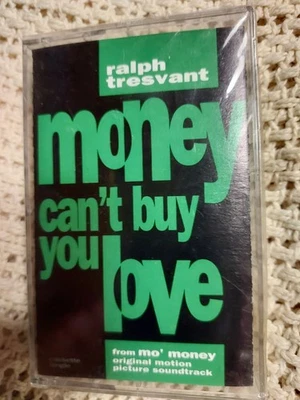 ralph
tresvant
money
can't buy
you love
from mo' money
original motion
picture soundtrack